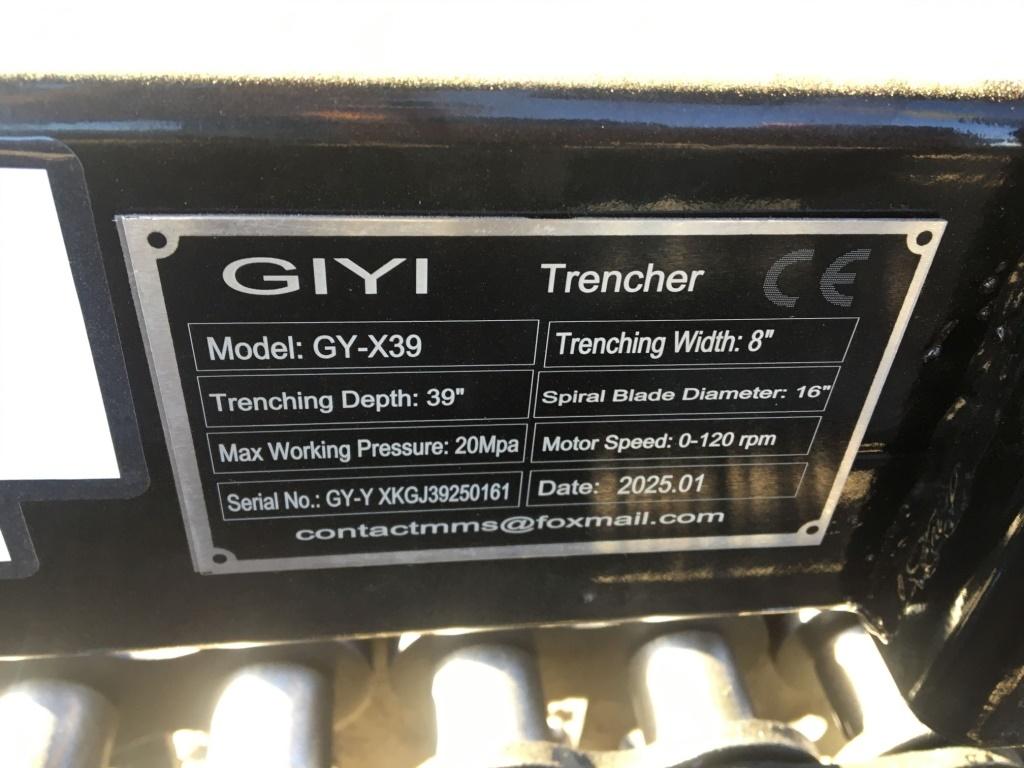 GIYI Trencher CE
Model: GY-X39 Trenching Width: 8"
Trenching Depth: 39" Spiral Blade Diameter: 16"
Max Working Pressure: 20Mpa Motor Speed: 0-120 rpm
Serial No.: GY-Y XKGJ39250161 Date: 2025.01
contactmms@foxmail.com